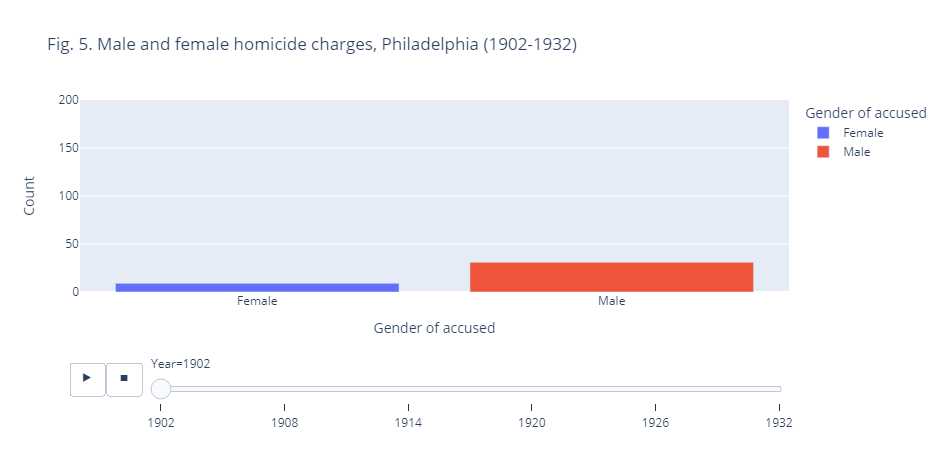 Fig. 5. Male and female homicide charges, Philadelphia (1902-1932)
200
150
100
50
0
Count
Female
Male
Gender of accused
Gender of accused
Female
Male
Year=1902
1902
1908
1914
1920
1926
1932